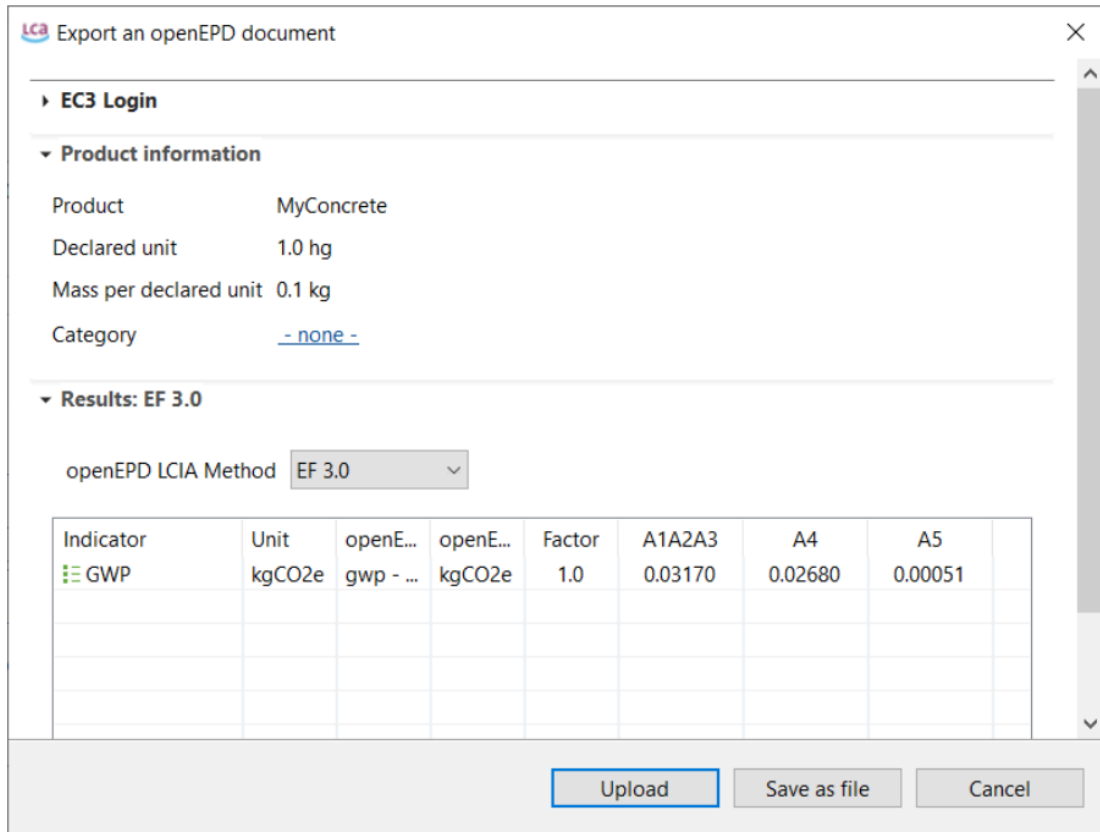 LCA Export an openEPD document
EC3 Login
Product information
Product MyConcrete
Declared unit 1.0 hg
Mass per declared unit 0.1 kg
Category - none -
Results: EF 3.0
openEPD LCIA Method EF 3.0
Indicator Unit openE... openE... Factor A1A2A3 A4 A5
GWP kgCO2e gwp - ... kgCO2e 1.0 0.03170 0.02680 0.00051
Upload Save as file Cancel